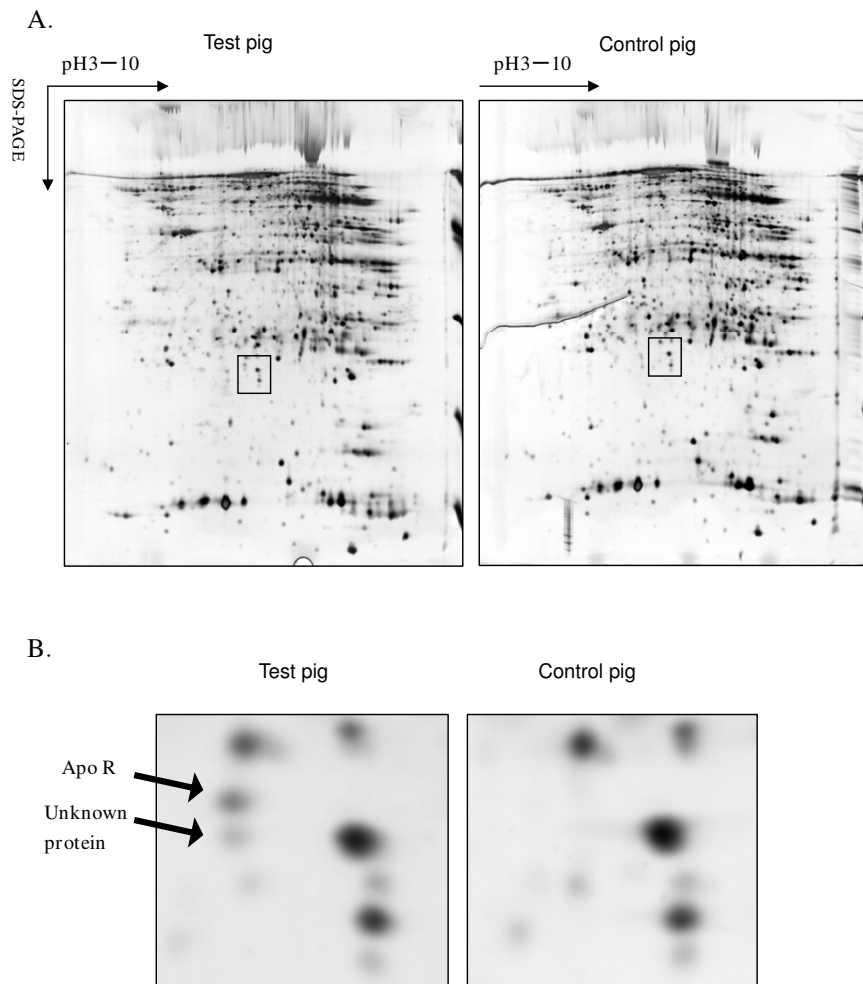 A.
Test pig
Control pig
pH3-10
pH3-10
SDS-PAGE
B.
Test pig
Control pig
Apo R
Unknown
protein